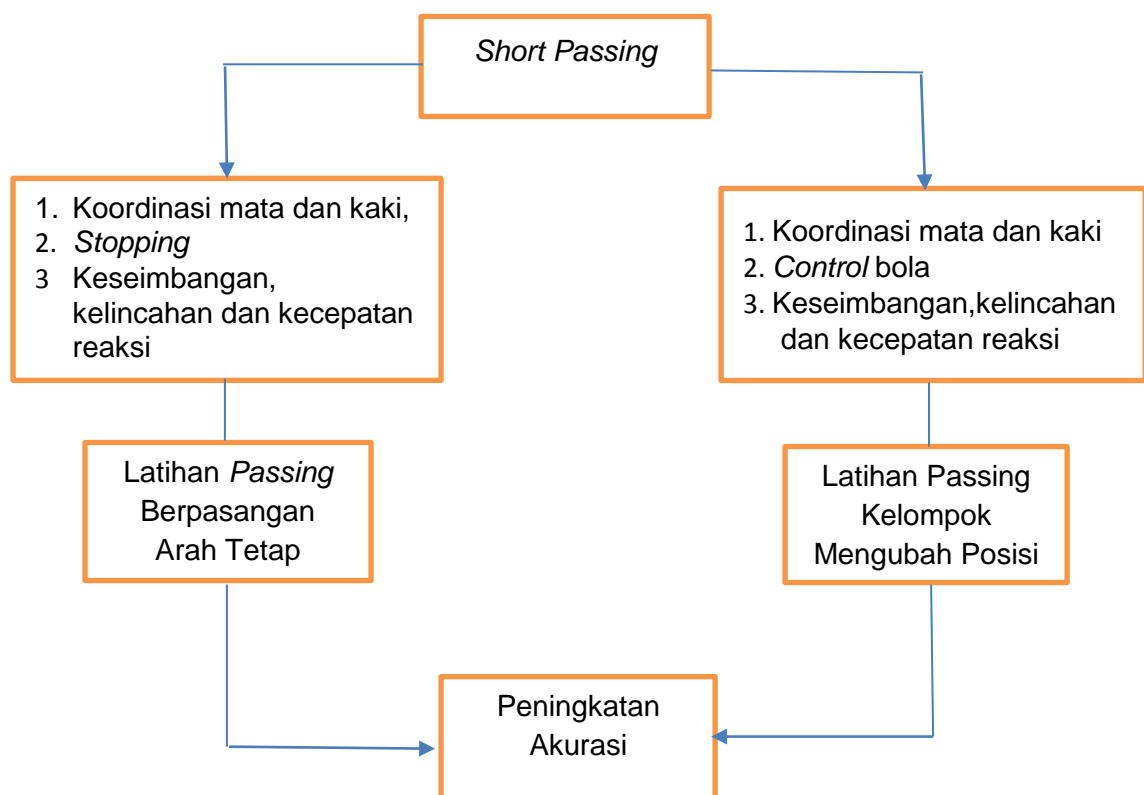 Short Passing
1. Koordinasi mata dan kaki,
2. Stopping
3 Keseimbangan,
kelincahan dan kecepatan
reaksi
1. Koordinasi mata dan kaki
2. Control bola
3. Keseimbangan,kelincahan
dan kecepatan reaksi
Latihan Passing
Berpasangan
Arah Tetap
Latihan Passing
Kelompok
Mengubah Posisi
Peningkatan
Akurasi